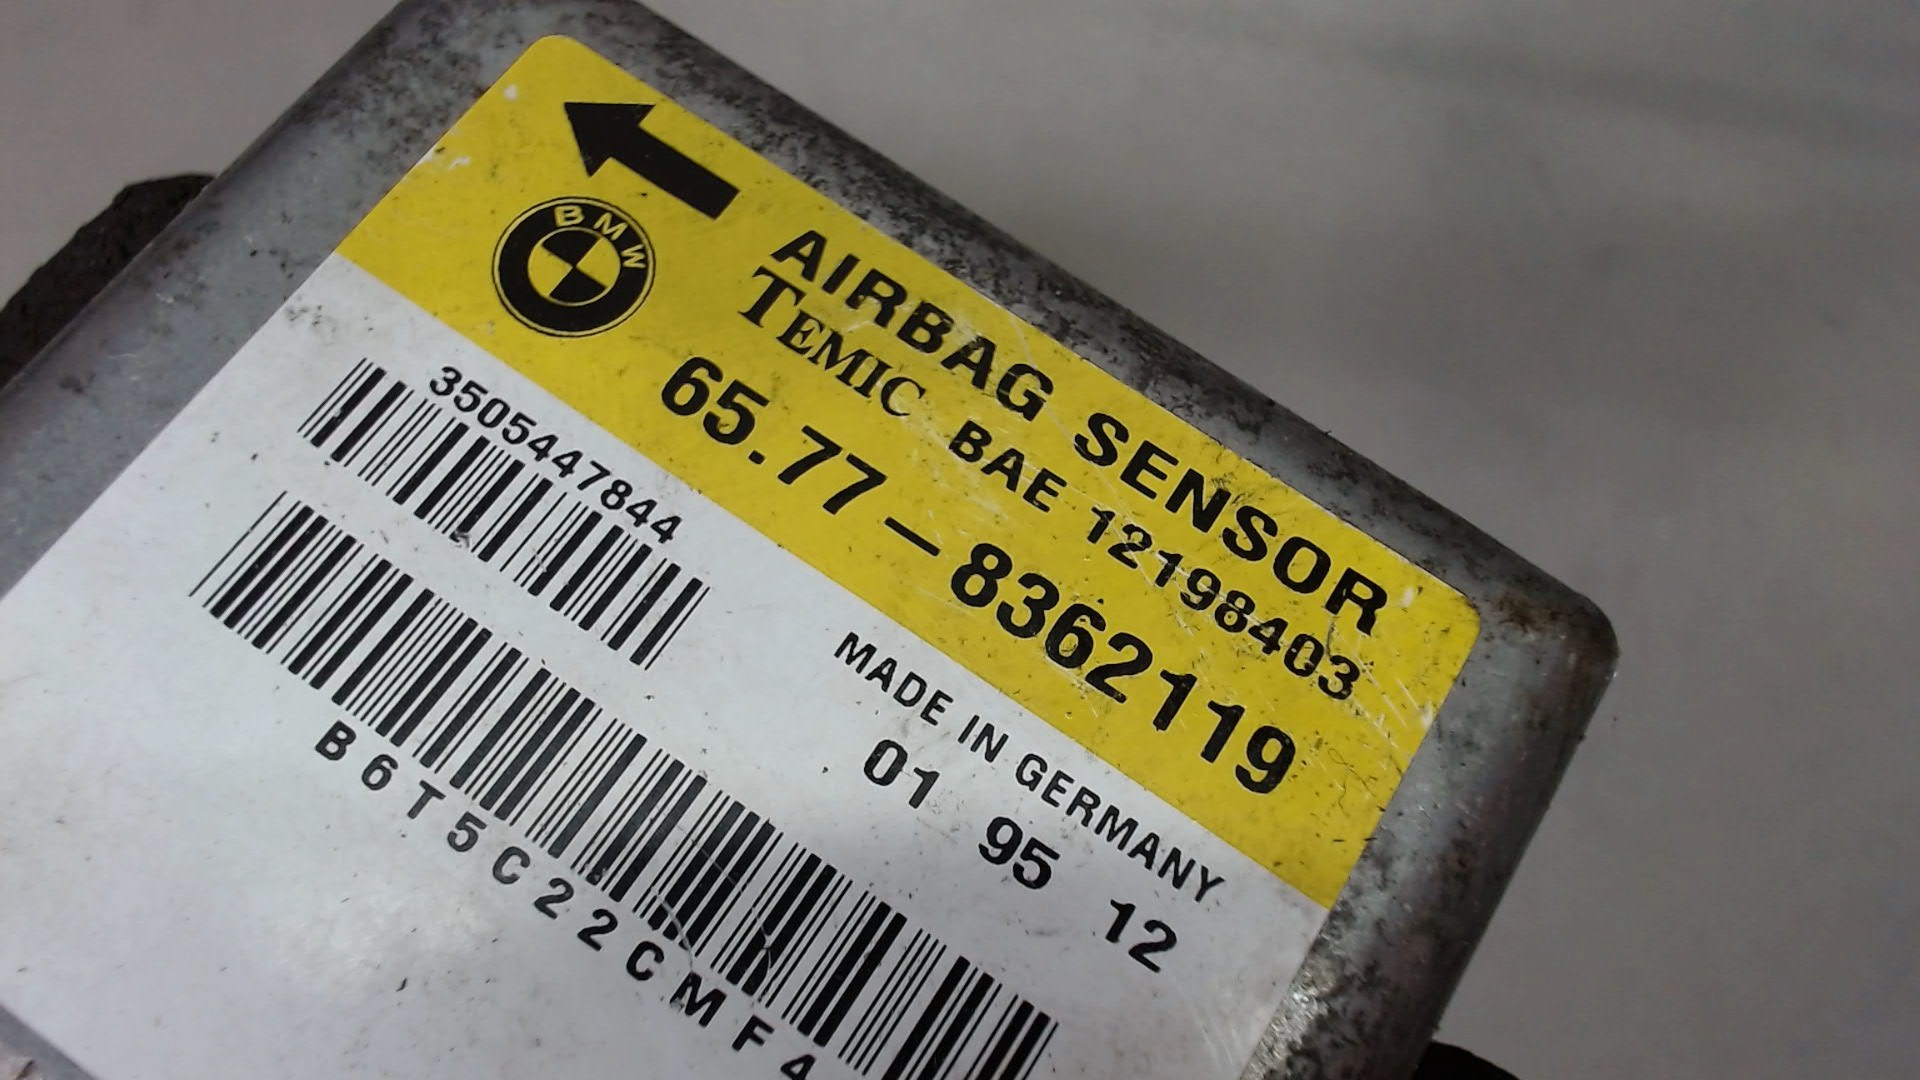 BMW
AIRBAG SENSOR
TEMIC BAE 12198403
65.77-8362119
3505447844
MADE IN GERMANY
01 95 12
B6T5C22CMF4